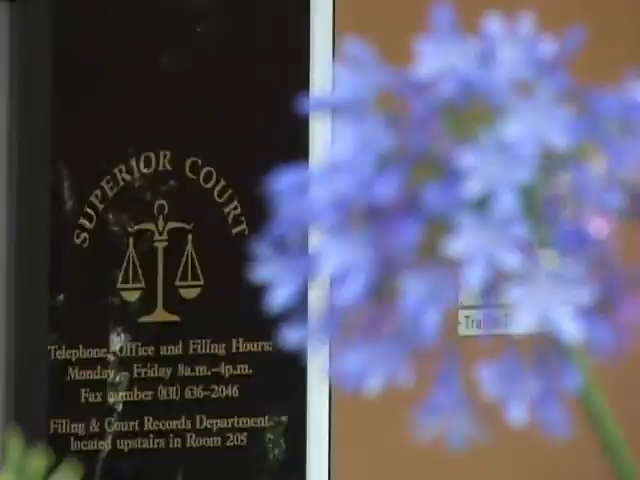 SUPERIOR COURT
Telephone, Office and Filing Hours:
Monday - Friday 8a.m.-4p.m.
Fax number (831) 636-2046
Filing & Court Records Department
located upstairs in Room 205